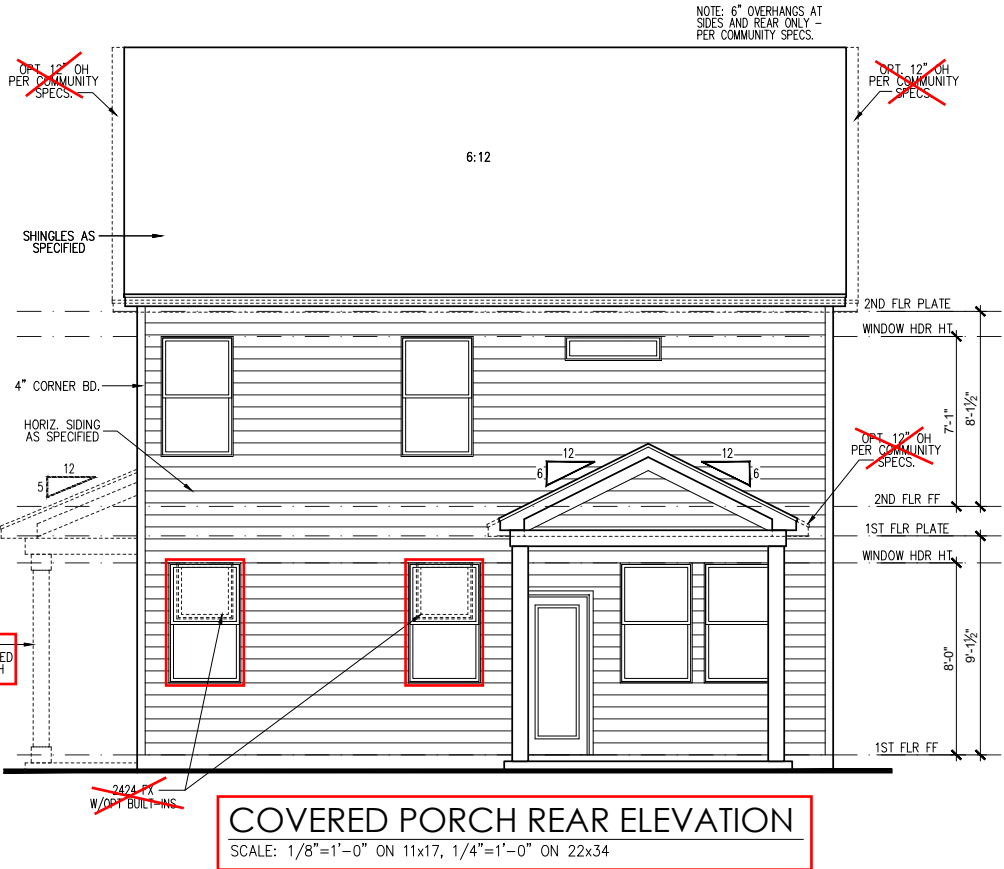 NOTE: 6" OVERHANGS AT
SIDES AND REAR ONLY –
PER COMMUNITY SPECS.
OPT. 12" OH
PER COMMUNITY
SPECS.
OPT. 12" OH
PER COMMUNITY
SPECS.
6:12
SHINGLES AS
SPECIFIED
2ND FLR PLATE
WINDOW HDR HT.
4" CORNER BD.
7'-1"
8'-1½"
HORIZ. SIDING
AS SPECIFIED
OPT. 12" OH
PER COMMUNITY
SPECS.
12
5
12
6
12
6
2ND FLR FF
1ST FLR PLATE
WINDOW HDR HT.
8'-0"
9'-1½"
ED
H
1ST FLR FF
2424 FX
W/OPT BUILT-INS
COVERED PORCH REAR ELEVATION
SCALE: 1/8"=1'-0" ON 11x17, 1/4"=1'-0" ON 22x34